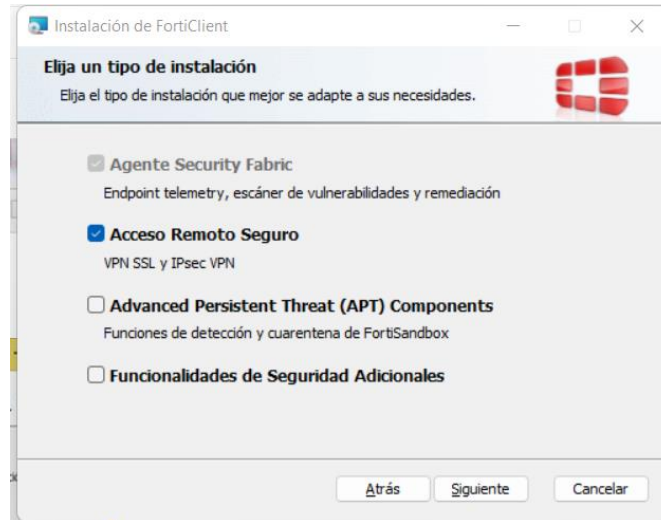 Instalación de FortiClient
Elija un tipo de instalación
Elija el tipo de instalación que mejor se adapte a sus necesidades.
Agente Security Fabric
Endpoint telemetry, escáner de vulnerabilidades y remediación
Acceso Remoto Seguro
VPN SSL y IPsec VPN
Advanced Persistent Threat (APT) Components
Funciones de detección y cuarentena de FortiSandbox
Funcionalidades de Seguridad Adicionales
Atrás Siguiente Cancelar